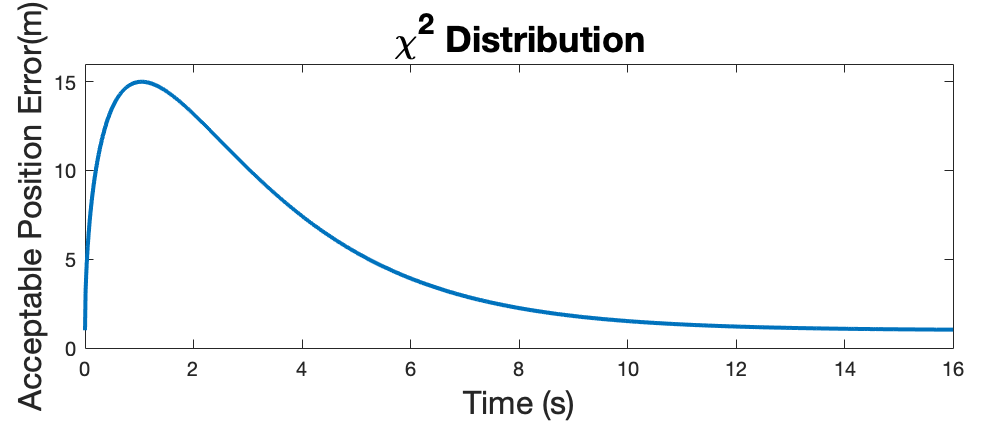 χ² Distribution
Acceptable Position Error(m)
15
10
5
0
0 2 4 6 8 10 12 14 16
Time (s)